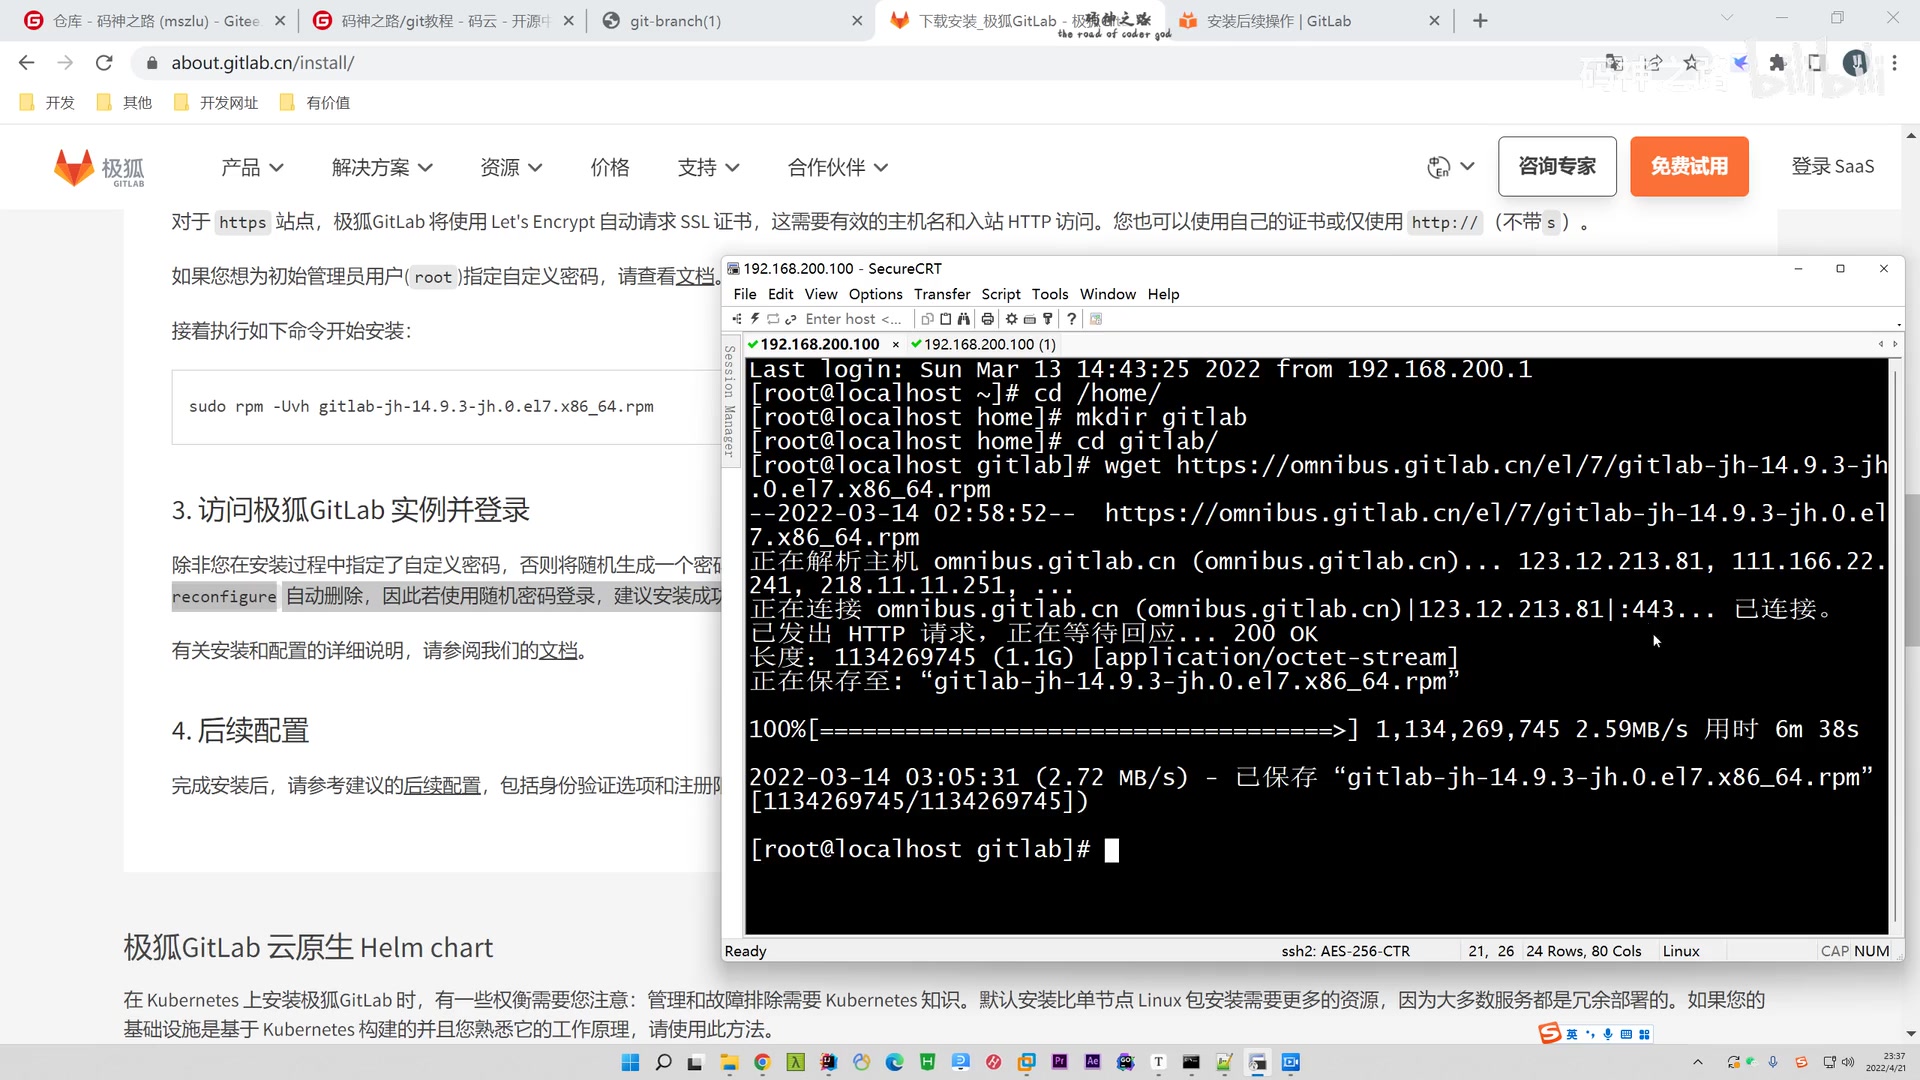 仓库 - 码神之路 (mszlu) - Gitee.
码神之路/git教程 - 码云 - 开源中
git-branch(1)
下载安装_极狐GitLab - 极狐
码神之路
the road of coder god
安装后续操作 | GitLab
about.gitlab.cn/install/
码神之路 bilibili
开发
其他
开发网址
有价值
极狐
GITLAB
产品
解决方案
资源
价格
支持
合作伙伴
En
咨询专家
免费试用
登录 SaaS
对于 https 站点，极狐GitLab 将使用 Let's Encrypt 自动请求 SSL 证书，这需要有效的主机名和入站 HTTP 访问。您也可以使用自己的证书或仅使用 http:// （不带s）。
如果您想为初始管理员用户(root)指定自定义密码，请查看文档。
接着执行如下命令开始安装：
sudo rpm -Uvh gitlab-jh-14.9.3-jh.0.el7.x86_64.rpm
3. 访问极狐GitLab 实例并登录
除非您在安装过程中指定了自定义密码，否则将随机生成一个密码
reconfigure 自动删除，因此若使用随机密码登录，建议安装成功
有关安装和配置的详细说明，请参阅我们的文档。
4. 后续配置
完成安装后，请参考建议的后续配置，包括身份验证选项和注册限
极狐GitLab 云原生 Helm chart
在 Kubernetes 上安装极狐GitLab 时，有一些权衡需要您注意：管理和故障排除需要 Kubernetes 知识。默认安装比单节点 Linux 包安装需要更多的资源，因为大多数服务都是冗余部署的。如果您的
基础设施是基于 Kubernetes 构建的并且您熟悉它的工作原理，请使用此方法。
192.168.200.100 - SecureCRT
File Edit View Options Transfer Script Tools Window Help
Enter host <...
192.168.200.100
192.168.200.100 (1)
Session Manager
Last login: Sun Mar 13 14:43:25 2022 from 192.168.200.1
[root@localhost ~]# cd /home/
[root@localhost home]# mkdir gitlab
[root@localhost home]# cd gitlab/
[root@localhost gitlab]# wget https://omnibus.gitlab.cn/el/7/gitlab-jh-14.9.3-jh
.0.el7.x86_64.rpm
--2022-03-14 02:58:52--  https://omnibus.gitlab.cn/el/7/gitlab-jh-14.9.3-jh.0.el
7.x86_64.rpm
正在解析主机 omnibus.gitlab.cn (omnibus.gitlab.cn)... 123.12.213.81, 111.166.22.
241, 218.11.11.251, ...
正在连接 omnibus.gitlab.cn (omnibus.gitlab.cn)|123.12.213.81|:443... 已连接。
已发出 HTTP 请求，正在等待回应... 200 OK
长度：1134269745 (1.1G) [application/octet-stream]
正在保存至: “gitlab-jh-14.9.3-jh.0.el7.x86_64.rpm”
100%[====================================>] 1,134,269,745 2.59MB/s 用时 6m 38s
2022-03-14 03:05:31 (2.72 MB/s) - 已保存 “gitlab-jh-14.9.3-jh.0.el7.x86_64.rpm”
[1134269745/1134269745])
[root@localhost gitlab]#
Ready
ssh2: AES-256-CTR
21, 26
24 Rows, 80 Cols
Linux
CAP NUM
英
23:37
2022/4/21